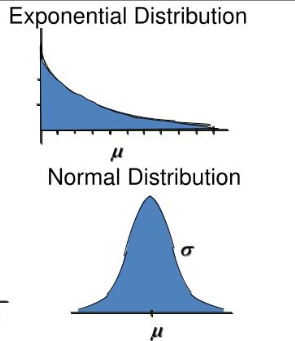 Exponential Distribution
μ
Normal Distribution
σ
μ